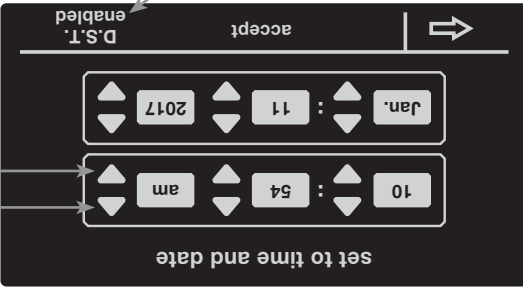 set to time and date
10 : 54 am
Jan. : 11 2017
accept D.S.T.
enabled